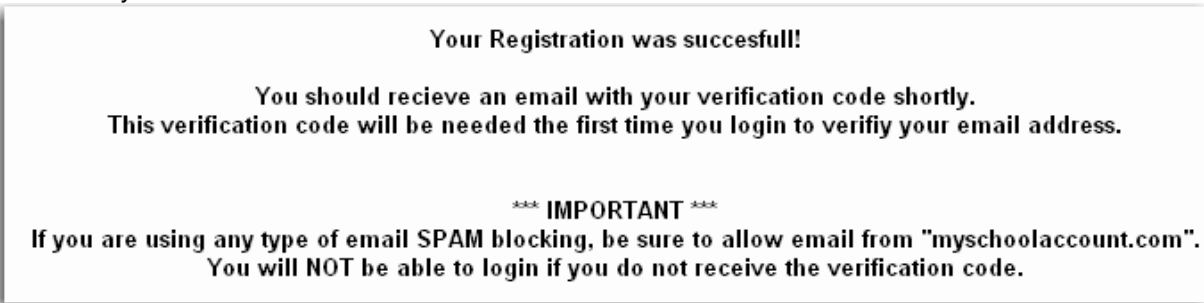 Your Registration was succesfull!
You should recieve an email with your verification code shortly.
This verification code will be needed the first time you login to verifiy your email address.
*** IMPORTANT ***
If you are using any type of email SPAM blocking, be sure to allow email from "myschoolaccount.com".
You will NOT be able to login if you do not receive the verification code.